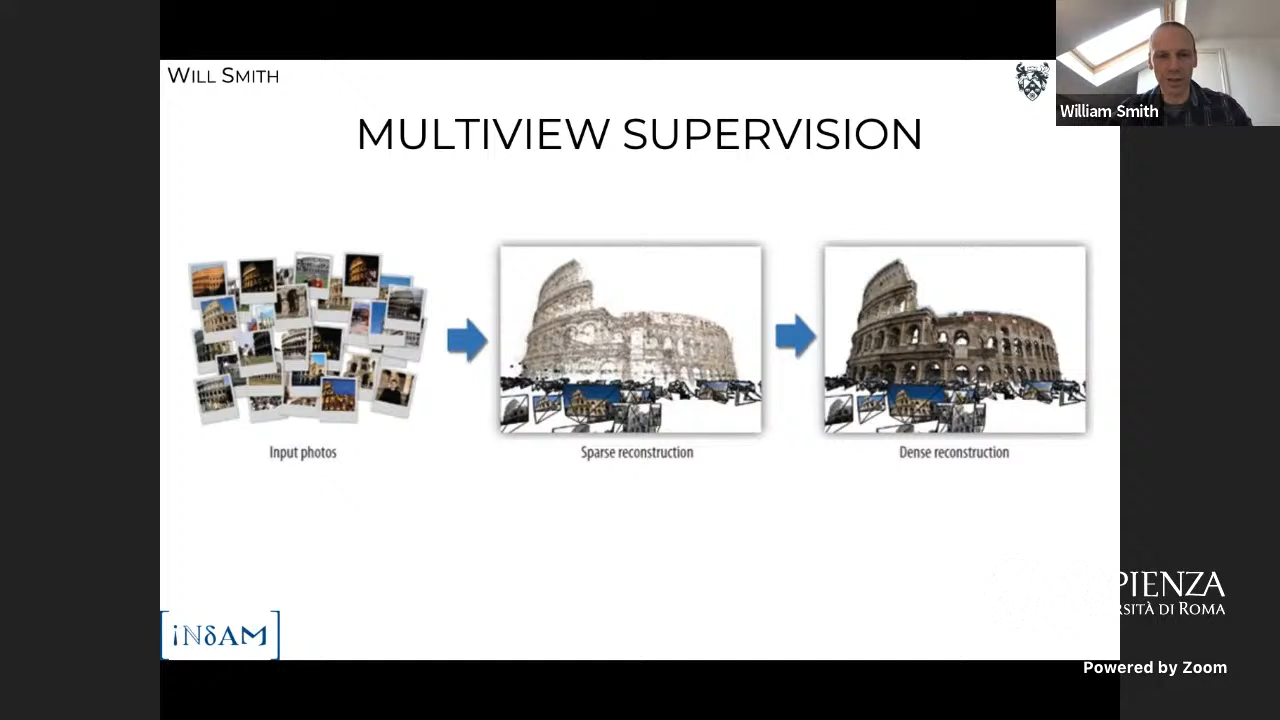 WILL SMITH
William Smith
MULTIVIEW SUPERVISION
Input photos
Sparse reconstruction
Dense reconstruction
iNδAM
PIENZA
RSITÀ DI ROMA
Powered by Zoom